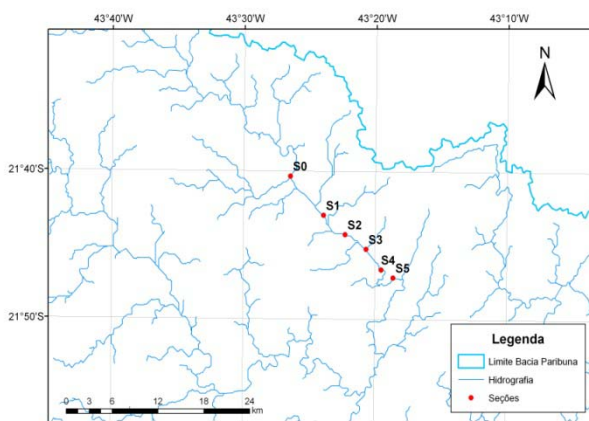 43°40' 43°30' 43°20' 43°10'
N
21°40'S
S0
S1
S2
S3
S4
S5
21°50'S
Legenda
Limite Bacia Paribuna
Hidrografia
Seções
0 3 6 12 18 24
km